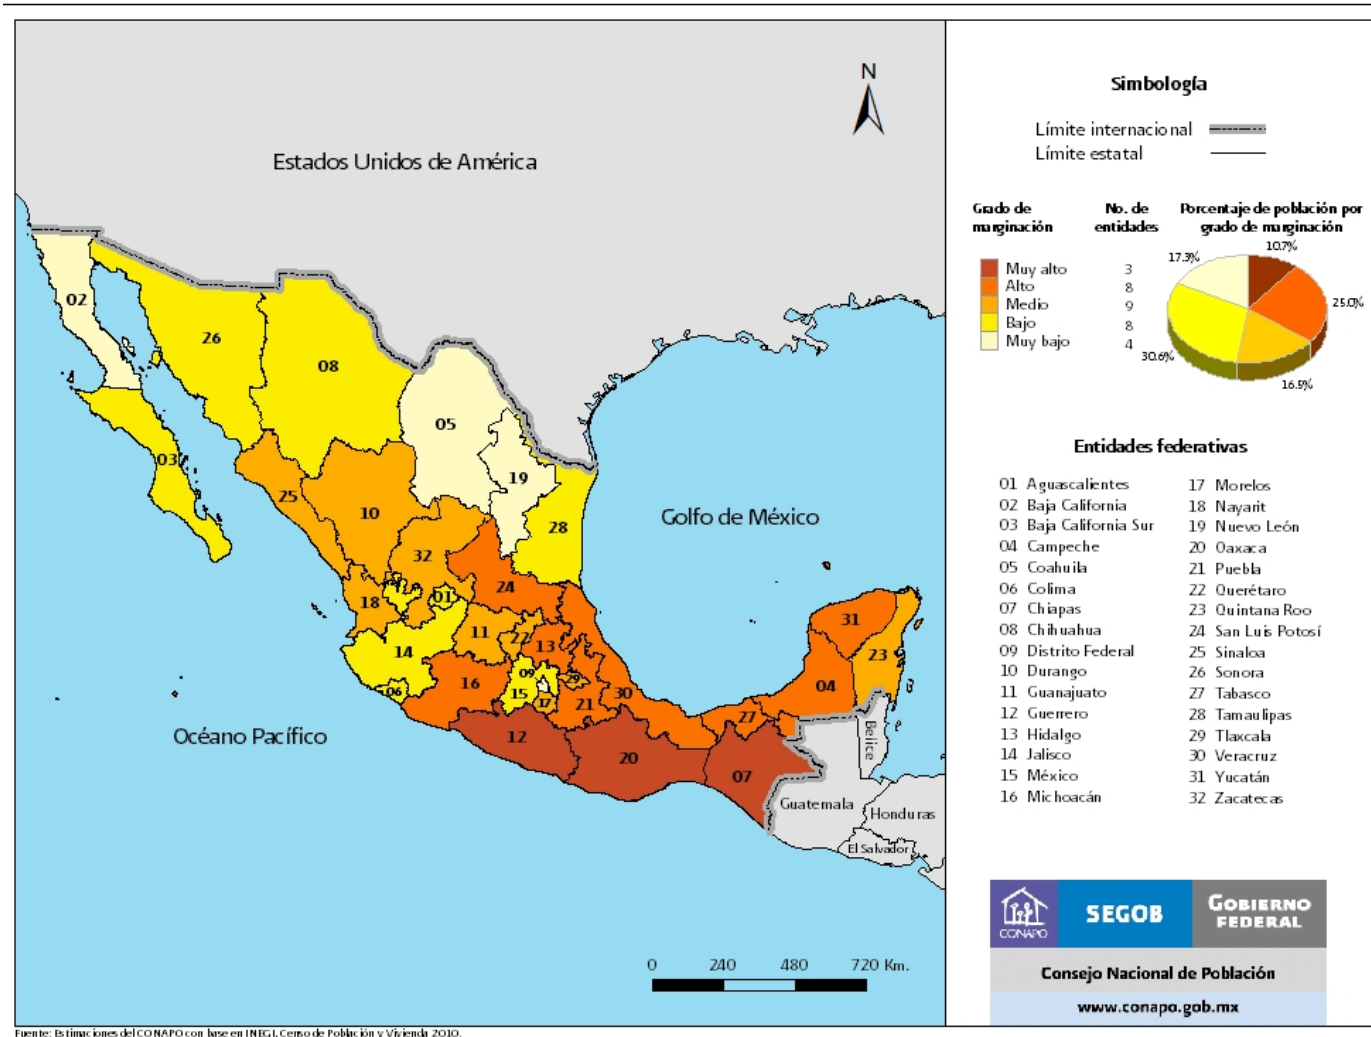 N
Estados Unidos de América
02
26
08
05
03
19
25
10
28
Golfo de México
32
24
01
18
11
22
13
31
14
23
09
29
04
06
16
15
17
21
30
27
Océano Pacífico
12
20
07
Belice
Guatemala
Honduras
El Salvador
0 240 480 720 Km.
Simbología
Límite internacional
Límite estatal
Grado de marginación
No. de entidades
Porcentaje de población por grado de marginación
Muy alto 3
Alto 8
Medio 9
Bajo 8
Muy bajo 4
10.7%
17.3%
25.0%
30.6%
16.5%
Entidades federativas
01 Aguascalientes
02 Baja California
03 Baja California Sur
04 Campeche
05 Coahuila
06 Colima
07 Chiapas
08 Chihuahua
09 Distrito Federal
10 Durango
11 Guanajuato
12 Guerrero
13 Hidalgo
14 Jalisco
15 México
16 Michoacán
17 Morelos
18 Nayarit
19 Nuevo León
20 Oaxaca
21 Puebla
22 Querétaro
23 Quintana Roo
24 San Luis Potosí
25 Sinaloa
26 Sonora
27 Tabasco
28 Tamaulipas
29 Tlaxcala
30 Veracruz
31 Yucatán
32 Zacatecas
CONAPO
SEGOB
GOBIERNO
FEDERAL
Consejo Nacional de Población
www.conapo.gob.mx
Fuente: Estimaciones del CONAPO con base en INEGI, Censo de Población y Vivienda 2010.